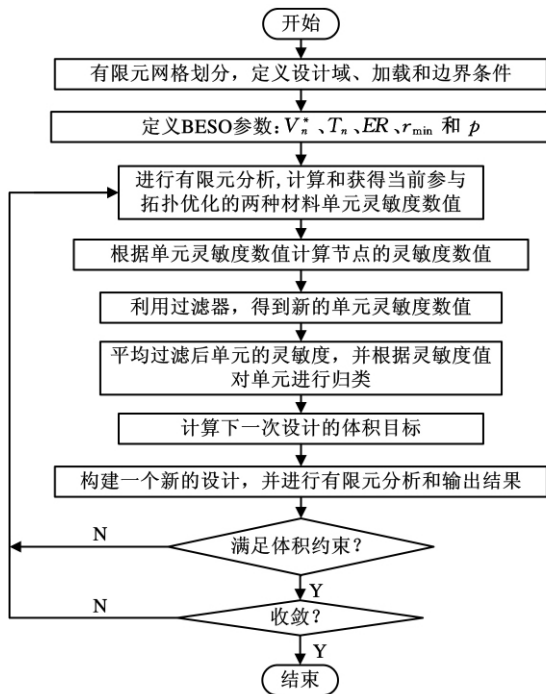 开始
有限元网格划分，定义设计域、加载和边界条件
定义BESO参数：V*n、Tn、ER、rmin 和 p
进行有限元分析,计算和获得当前参与
拓扑优化的两种材料单元灵敏度数值
根据单元灵敏度数值计算节点的灵敏度数值
利用过滤器，得到新的单元灵敏度数值
平均过滤后单元的灵敏度，并根据灵敏度值
对单元进行归类
计算下一次设计的体积目标
构建一个新的设计，并进行有限元分析和输出结果
N
满足体积约束？
Y
N
收敛？
Y
结束